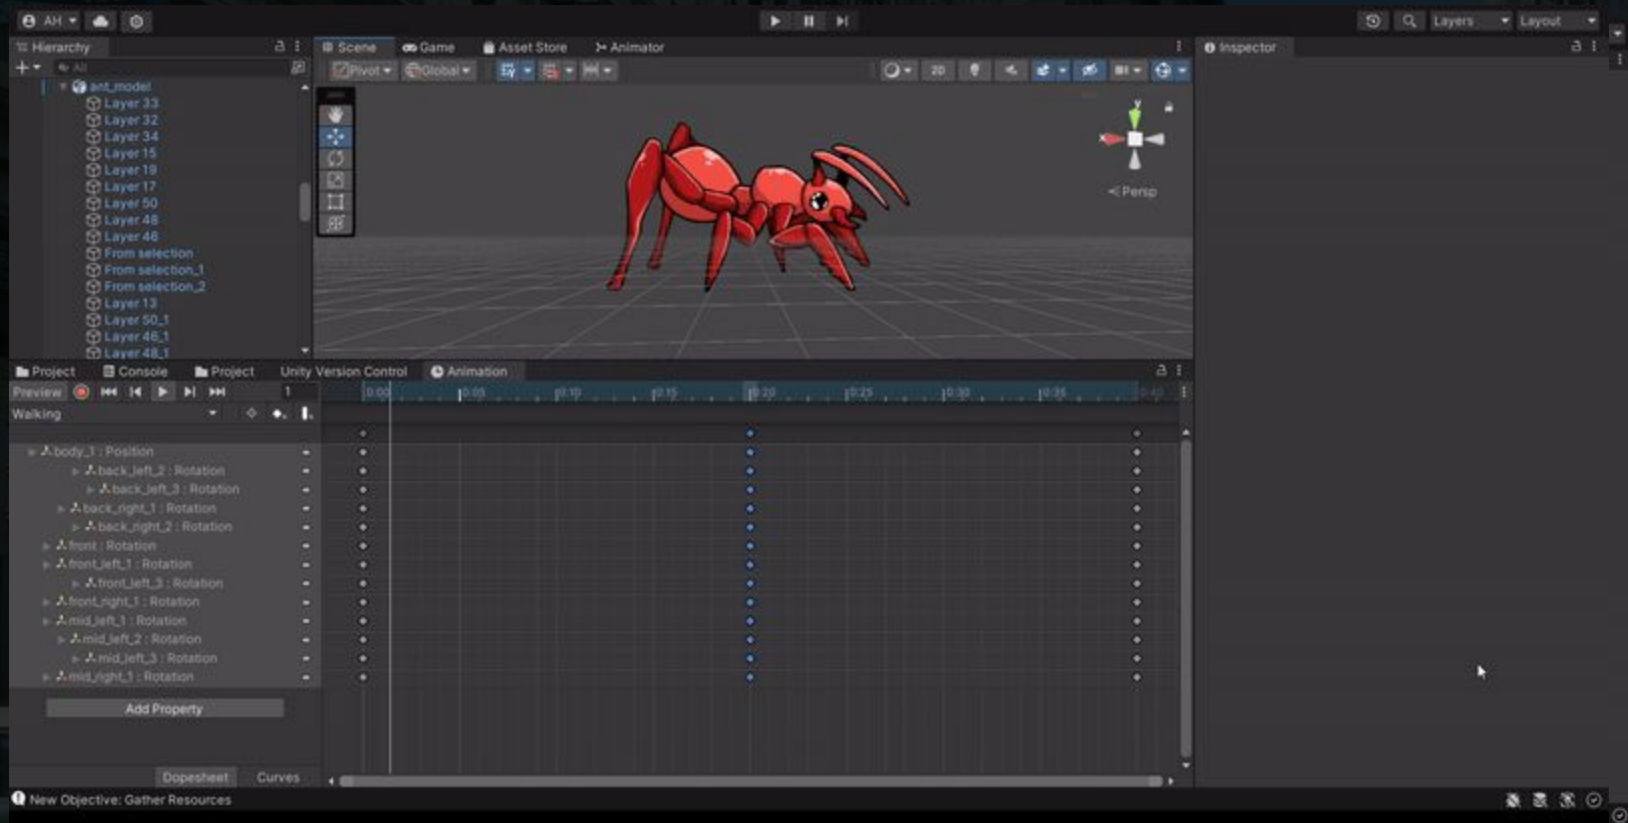 AH
Layers
Layout
Hierarchy
Scene
Game
Asset Store
Animator
Inspector
All
Pivot
Global
2D
ant_model
Layer 33
Layer 32
Layer 34
Layer 15
Layer 19
Layer 17
Layer 50
Layer 48
Layer 46
From selection
From selection_1
From selection_2
Layer 13
Layer 50_1
Layer 46_1
Layer 48_1
y
x
Persp
Project
Console
Project
Unity Version Control
Animation
Preview
1
0:00
0:05
0:10
0:15
0:20
0:25
0:30
0:35
0:40
Walking
body_1 : Position
back_left_2 : Rotation
back_left_3 : Rotation
back_right_1 : Rotation
back_right_2 : Rotation
front : Rotation
front_left_1 : Rotation
front_left_3 : Rotation
front_right_1 : Rotation
mid_left_1 : Rotation
mid_left_2 : Rotation
mid_left_3 : Rotation
mid_right_1 : Rotation
Add Property
Dopesheet
Curves
New Objective: Gather Resources